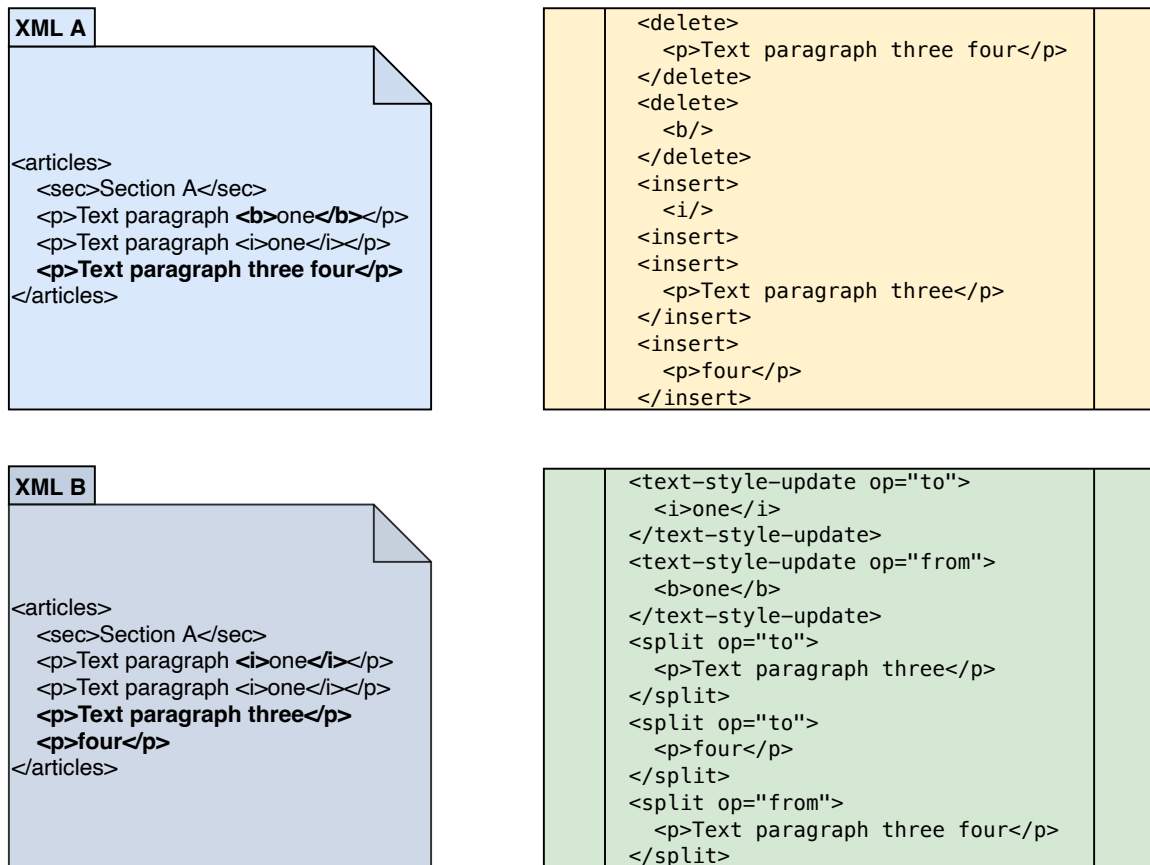 XML A
<articles>
<sec>Section A</sec>
<p>Text paragraph <b>one</b></p>
<p>Text paragraph <i>one</i></p>
<p>Text paragraph three four</p>
</articles>
<delete>
<p>Text paragraph three four</p>
</delete>
<delete>
<b/>
</delete>
<insert>
<i/>
<insert>
<insert>
<p>Text paragraph three</p>
</insert>
<insert>
<p>four</p>
</insert>
XML B
<articles>
<sec>Section A</sec>
<p>Text paragraph <i>one</i></p>
<p>Text paragraph <i>one</i></p>
<p>Text paragraph three</p>
<p>four</p>
</articles>
<text-style-update op="to">
<i>one</i>
</text-style-update>
<text-style-update op="from">
<b>one</b>
</text-style-update>
<split op="to">
<p>Text paragraph three</p>
</split>
<split op="to">
<p>four</p>
</split>
<split op="from">
<p>Text paragraph three four</p>
</split>